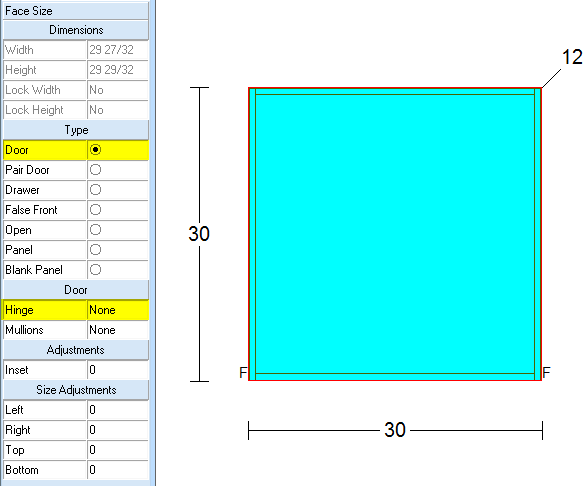 Face Size
Dimensions
Width 29 27/32
Height 29 29/32
Lock Width No
Lock Height No
Type
Door
Pair Door
Drawer
False Front
Open
Panel
Blank Panel
Door
Hinge None
Mullions None
Adjustments
Inset 0
Size Adjustments
Left 0
Right 0
Top 0
Bottom 0
12
30
F F
30